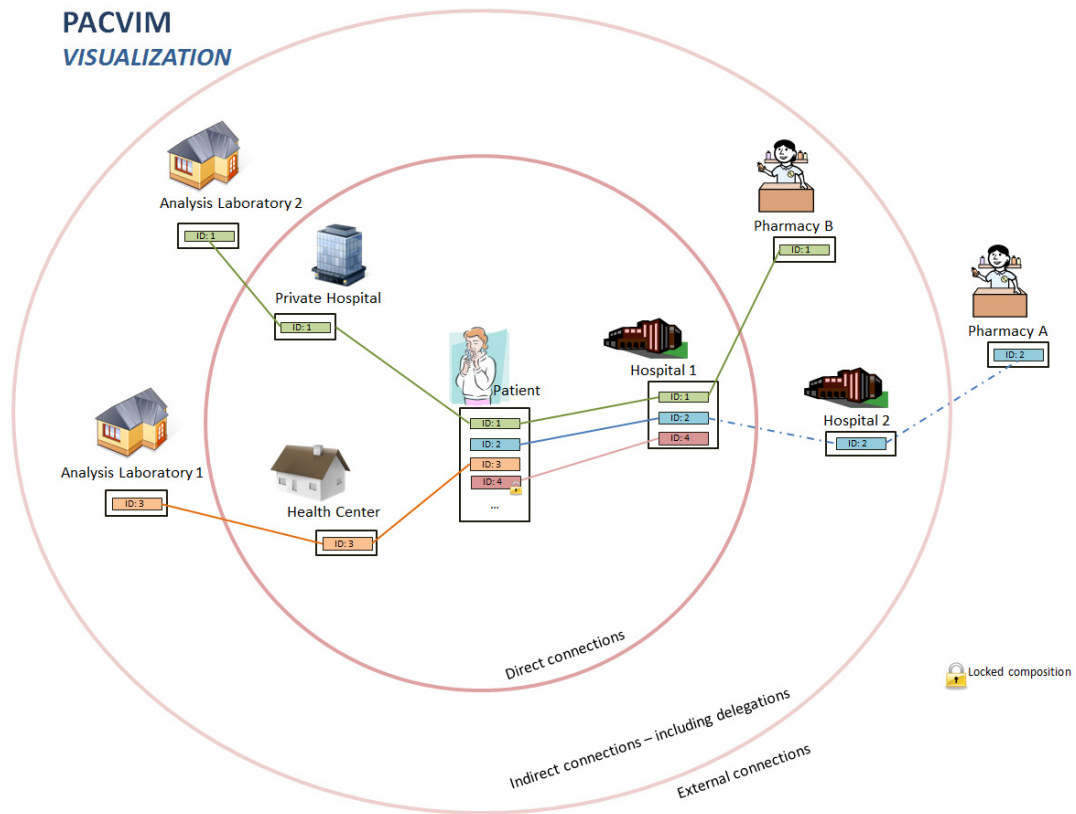 PACVIM
VISUALIZATION
Analysis Laboratory 2
ID: 1
Private Hospital
ID: 1
Pharmacy B
ID: 1
Pharmacy A
ID: 2
Patient
ID: 1
ID: 2
ID: 3
ID: 4
...
Hospital 1
ID: 1
ID: 2
ID: 4
Hospital 2
ID: 2
Analysis Laboratory 1
ID: 3
Health Center
ID: 3
Direct connections
Indirect connections – including delegations
External connections
Locked composition